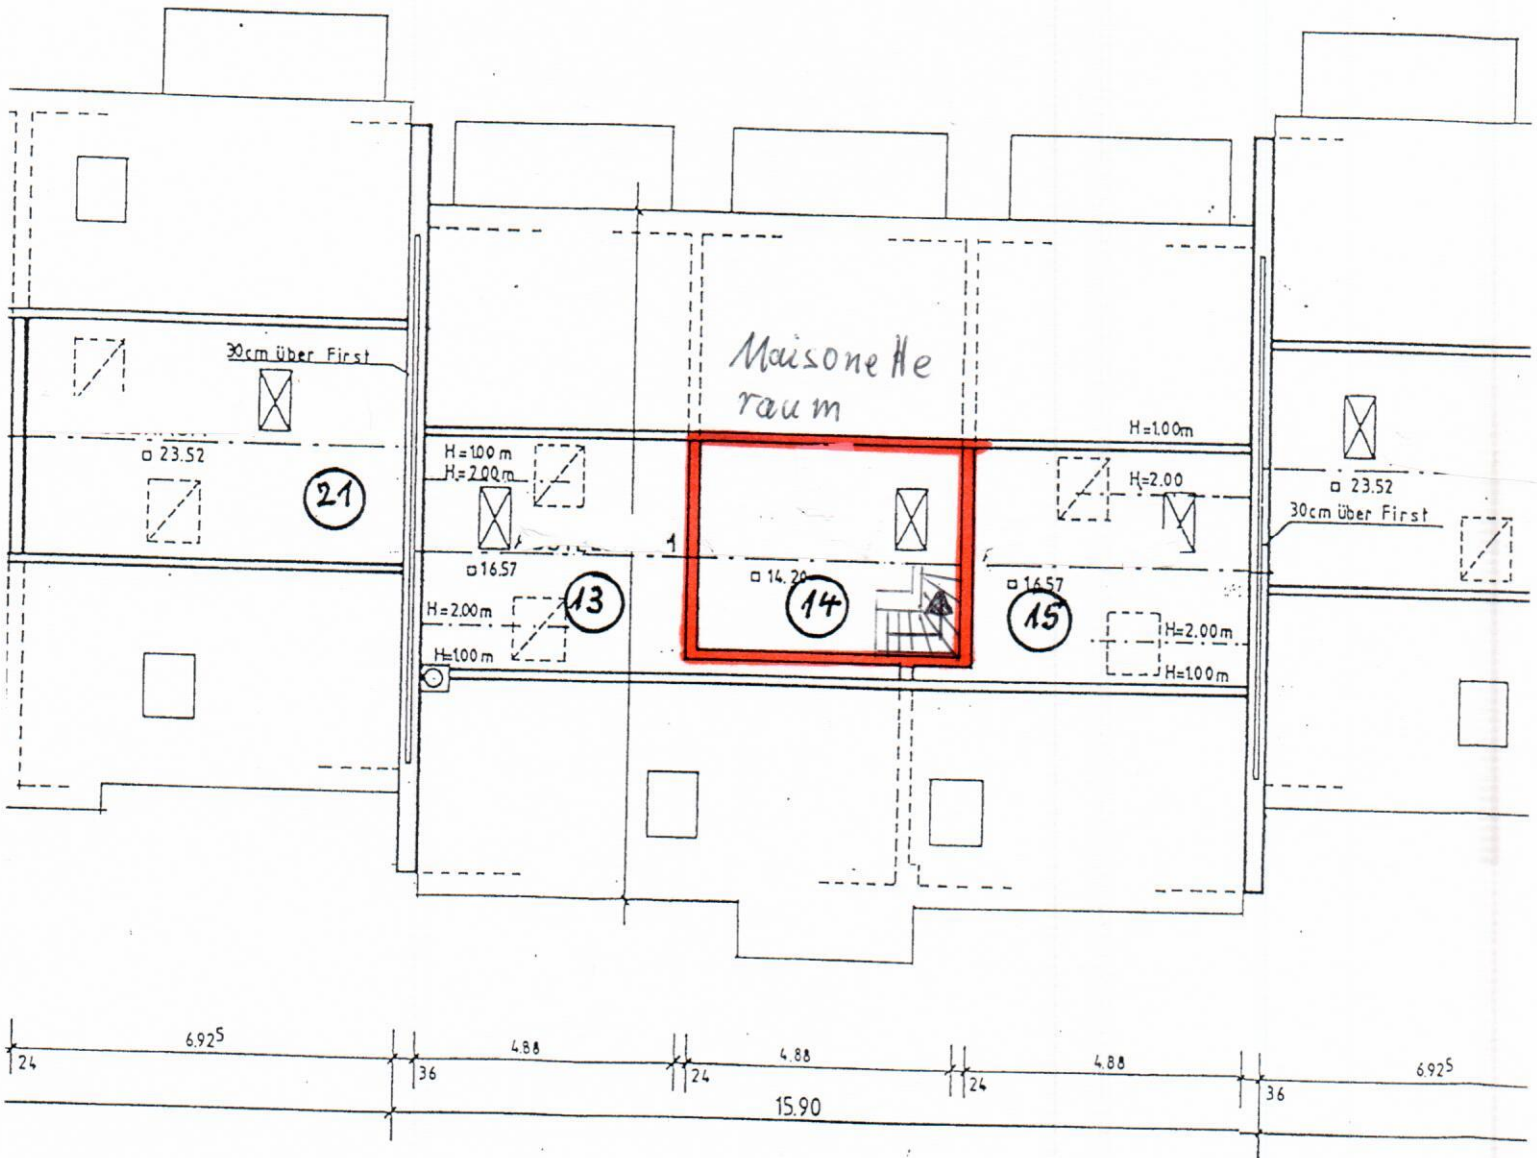 Maisonette
raum
30cm über First
H=1.00m
H=1.00 m
H=2.00 m
H=2.00
□ 23.52
□ 23.52
21
30cm über First
1
□ 16.57
□ 14.20
□ 16.57
13
14
15
H=2.00m
H=2.00m
H=1.00m
H=1.00m
6.92⁵
4.88
4.88
4.88
6.92⁵
24
36
24
24
36
15.90